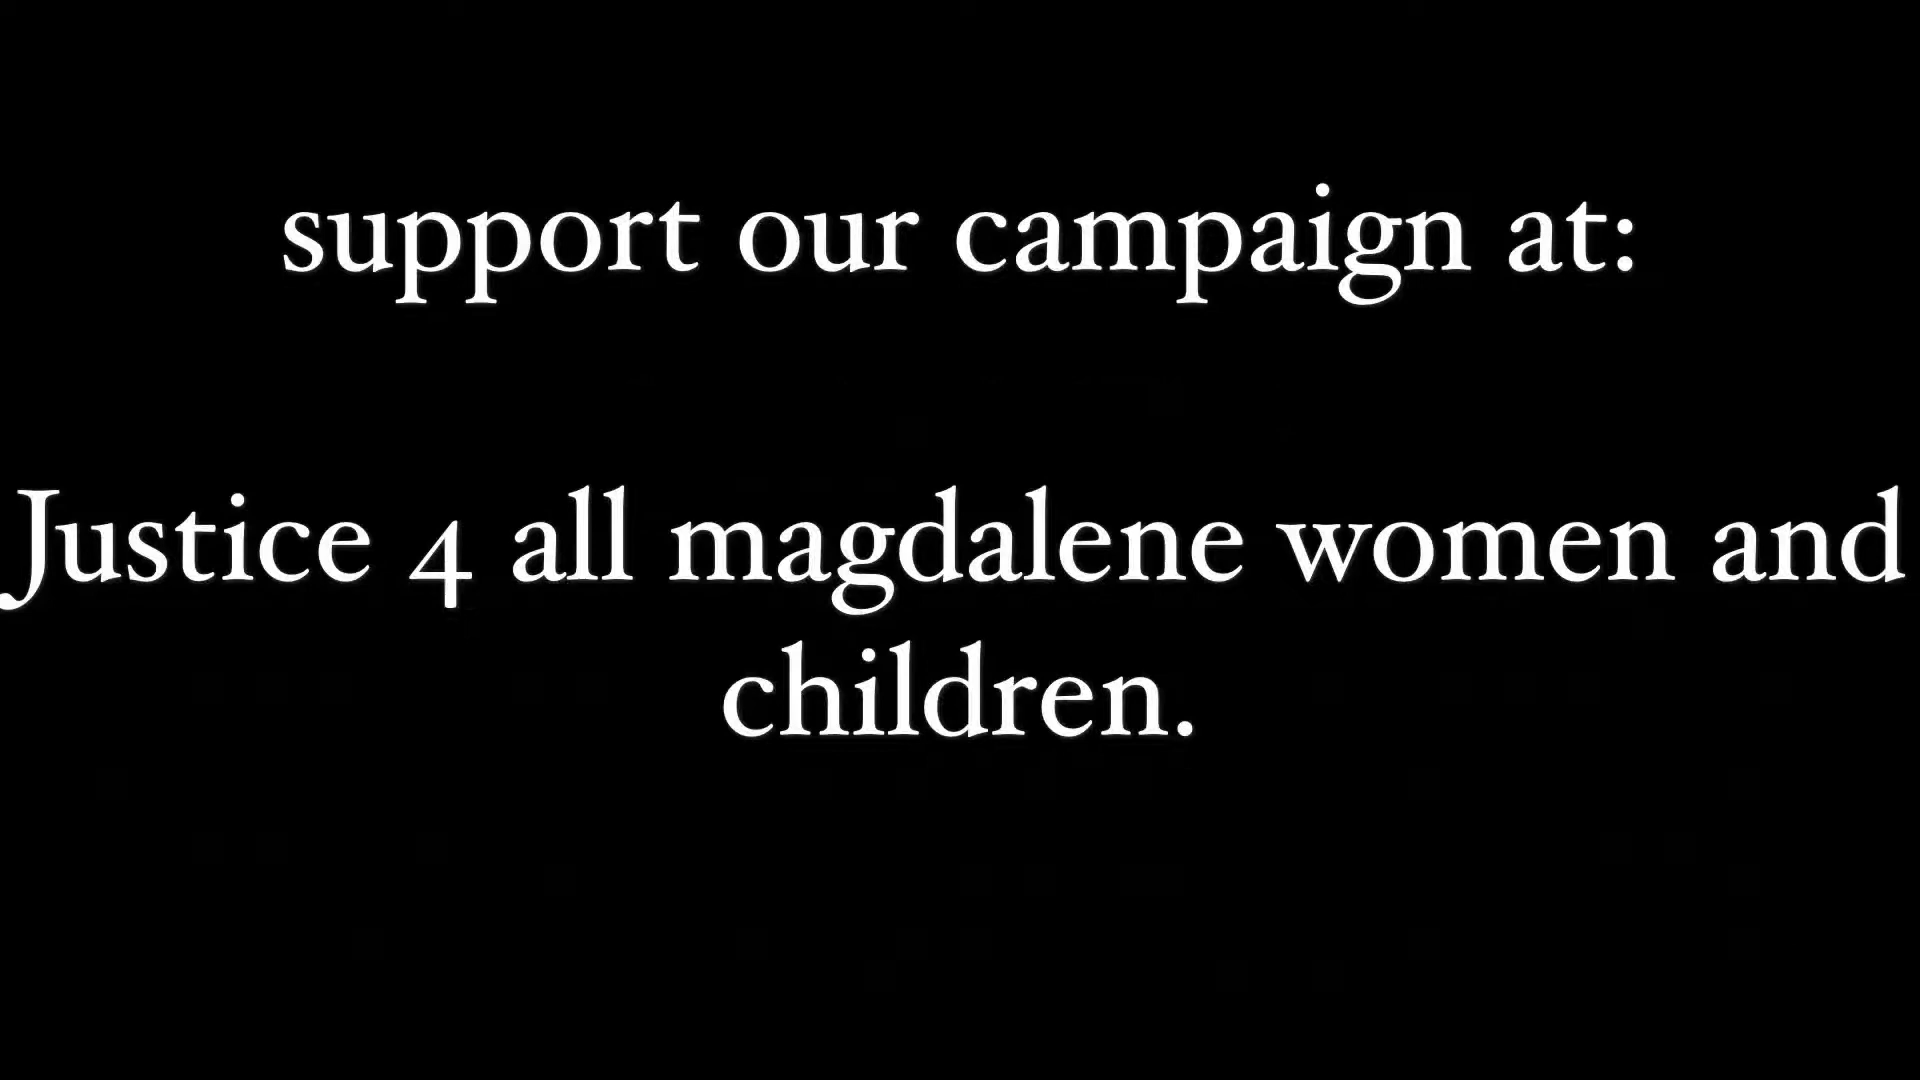 support our campaign at:
Justice 4 all magdalene women and
children.